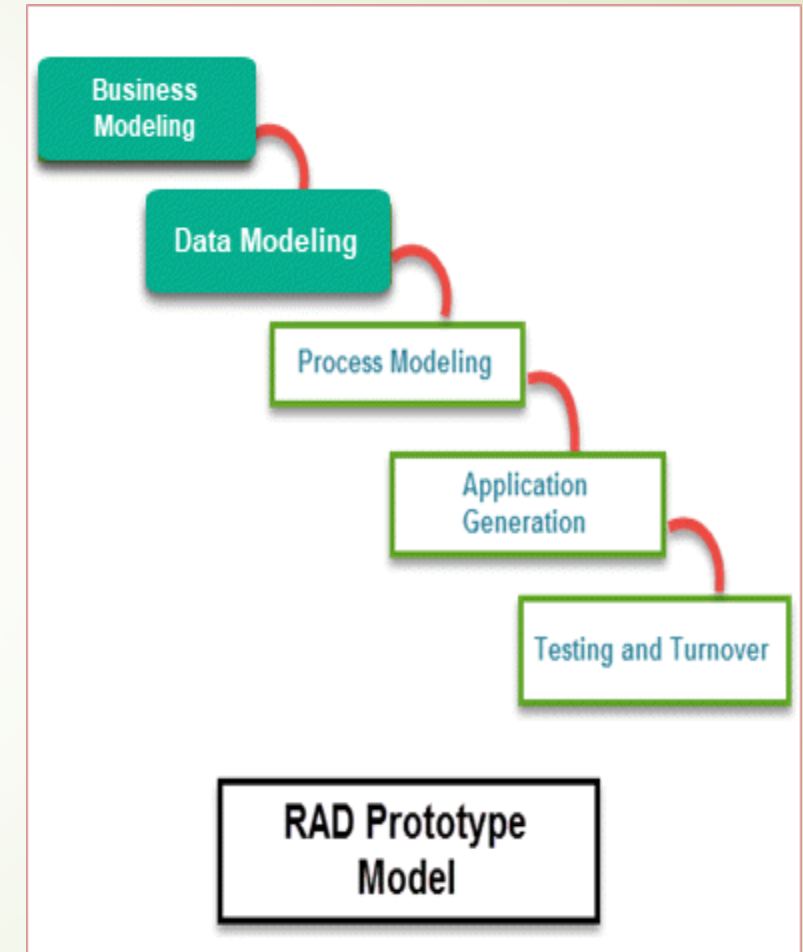 Business
Modeling
Data Modeling
Process Modeling
Application
Generation
Testing and Turnover
RAD Prototype
Model